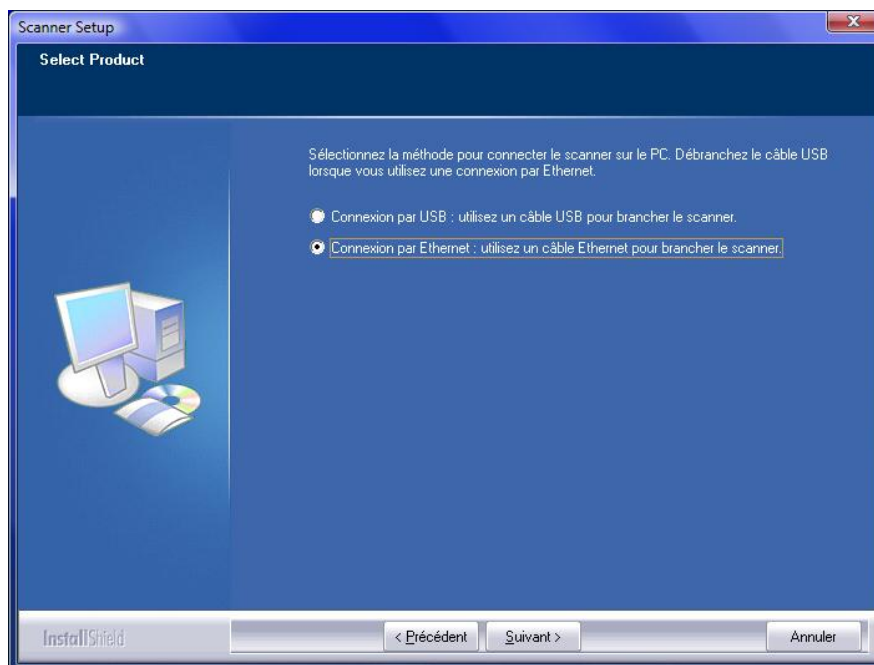 Scanner Setup
Select Product
Sélectionnez la méthode pour connecter le scanner sur le PC. Débranchez le câble USB
lorsque vous utilisez une connexion par Ethernet.
Connexion par USB : utilisez un câble USB pour brancher le scanner.
Connexion par Ethernet : utilisez un câble Ethernet pour brancher le scanner.
InstallShield
< Précédent
Suivant >
Annuler